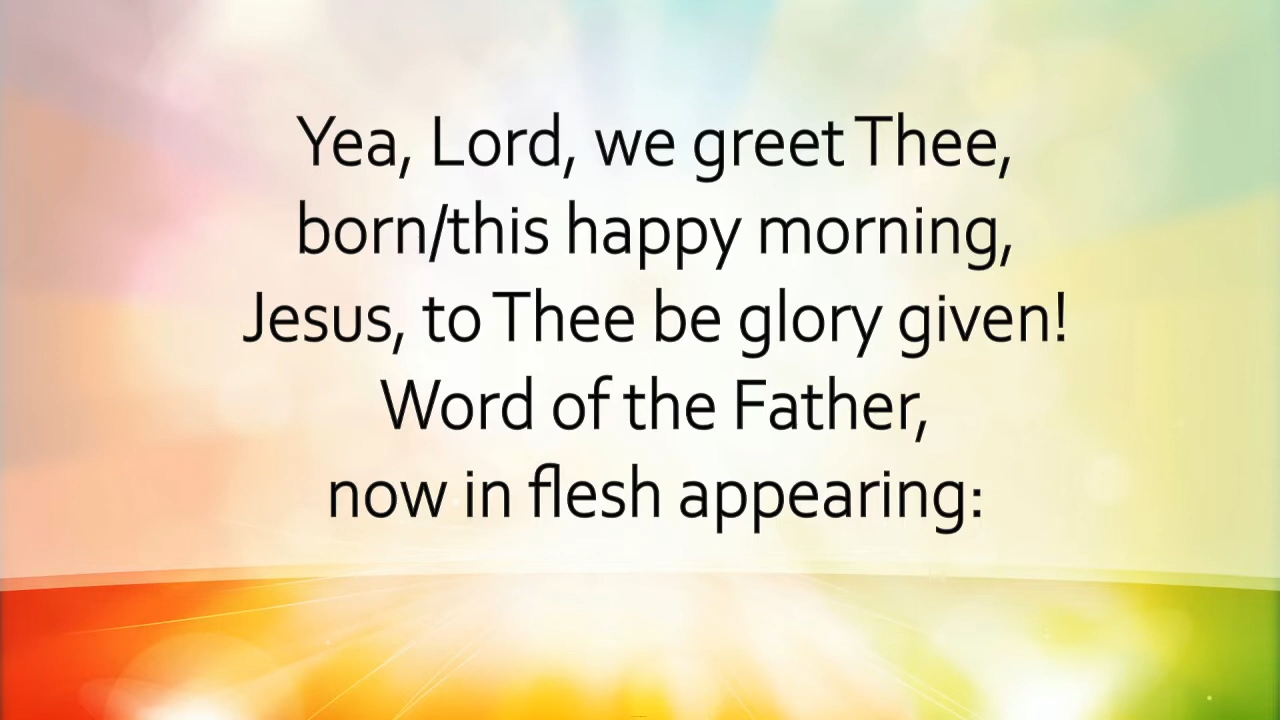 Yea, Lord, we greet Thee,
born/this happy morning,
Jesus, to Thee be glory given!
Word of the Father,
now in flesh appearing: